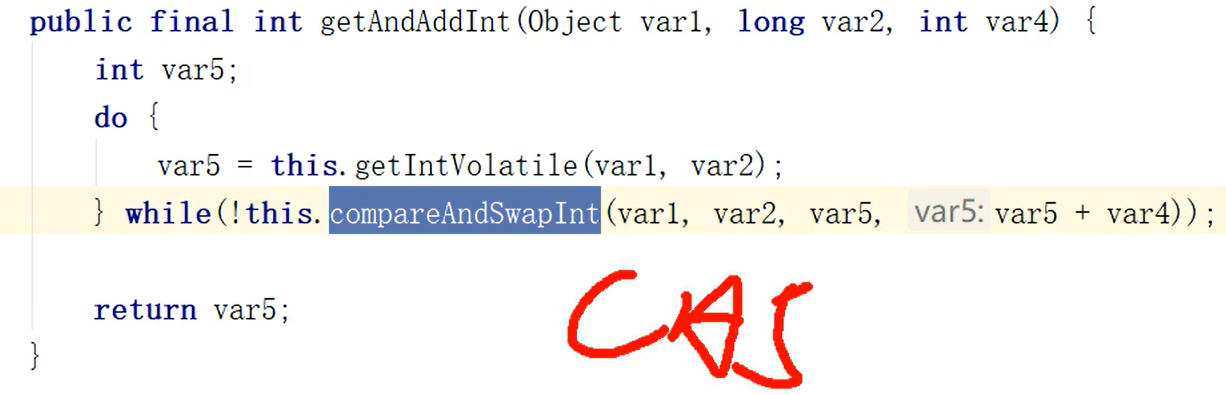 public final int getAndAddInt(Object var1, long var2, int var4) {
int var5;
do {
var5 = this.getIntVolatile(var1, var2);
} while(!this.compareAndSwapInt(var1, var2, var5, var5: var5 + var4));
return var5;
}
CAS